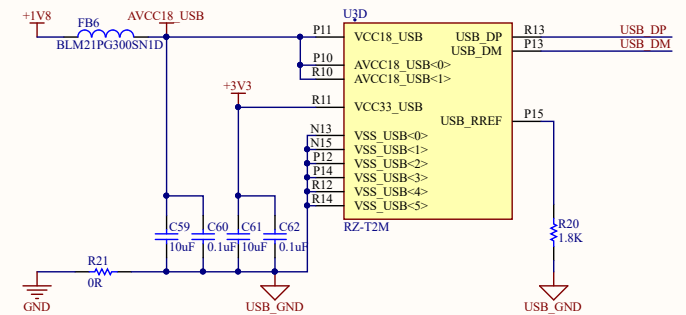 +1V8
FB6
BLM21PG300SN1D
AVCC18_USB
U3D
P11 VCC18_USB USB_DP R13 USB_DP
USB_DM P13 USB_DM
P10 AVCC18_USB<0>
R10 AVCC18_USB<1>
+3V3
R11 VCC33_USB
USB_RREF P15
N13 VSS_USB<0>
N15 VSS_USB<1>
P12 VSS_USB<2>
P14 VSS_USB<3>
R12 VSS_USB<4>
R14 VSS_USB<5>
RZ-T2M
C59 C60 C61 C62
10uF 0.1uF 10uF 0.1uF
R20
1.8K
R21
0R
GND
USB_GND
USB_GND